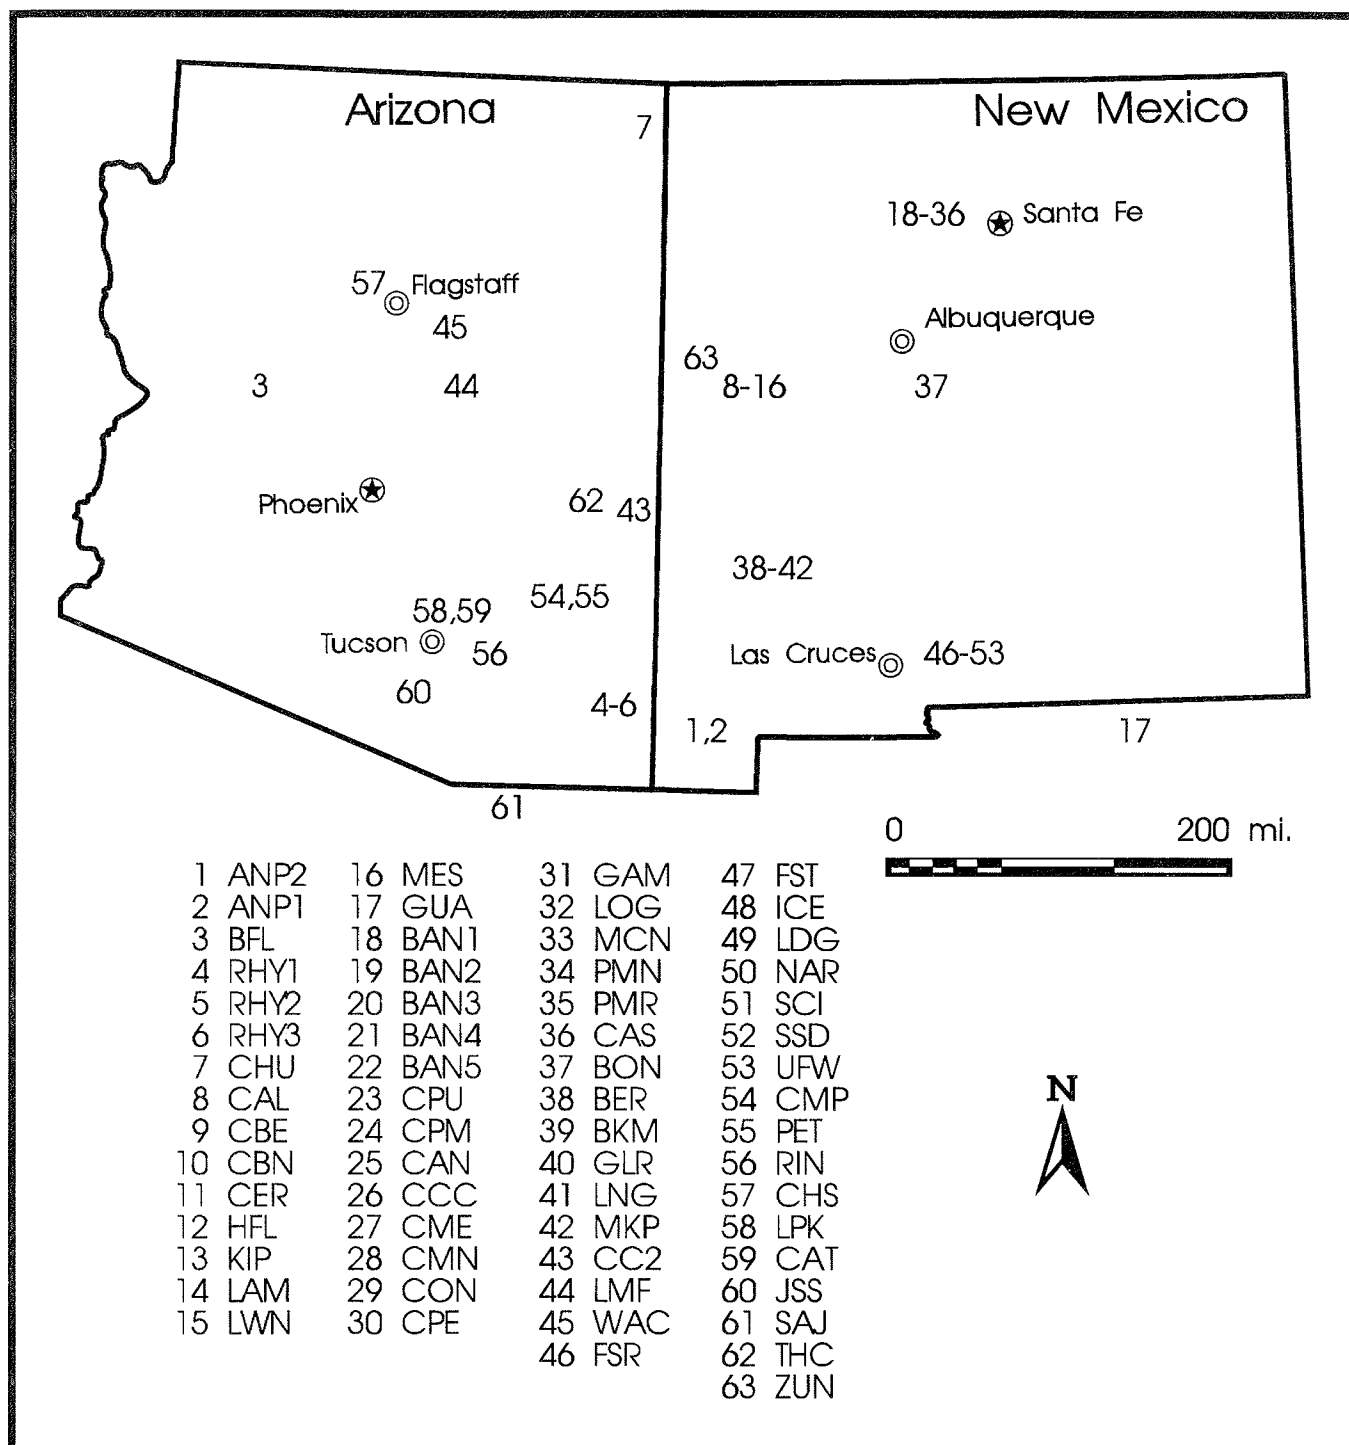 Arizona
New Mexico
7
18-36 Santa Fe
57 Flagstaff
45
Albuquerque
63
3
44
8-16
37
Phoenix
62
43
38-42
54,55
58,59
Tucson
56
Las Cruces
46-53
60
4-6
1,2
17
61
0 200 mi.
1 ANP2 16 MES 31 GAM 47 FST
2 ANP1 17 GUA 32 LOG 48 ICE
3 BFL 18 BAN1 33 MCN 49 LDG
4 RHY1 19 BAN2 34 PMN 50 NAR
5 RHY2 20 BAN3 35 PMR 51 SCI
6 RHY3 21 BAN4 36 CAS 52 SSD
7 CHU 22 BAN5 37 BON 53 UFW
8 CAL 23 CPU 38 BER 54 CMP
9 CBE 24 CPM 39 BKM 55 PET
10 CBN 25 CAN 40 GLR 56 RIN
11 CER 26 CCC 41 LNG 57 CHS
12 HFL 27 CME 42 MKP 58 LPK
13 KIP 28 CMN 43 CC2 59 CAT
14 LAM 29 CON 44 LMF 60 JSS
15 LWN 30 CPE 45 WAC 61 SAJ
46 FSR 62 THC
63 ZUN
N